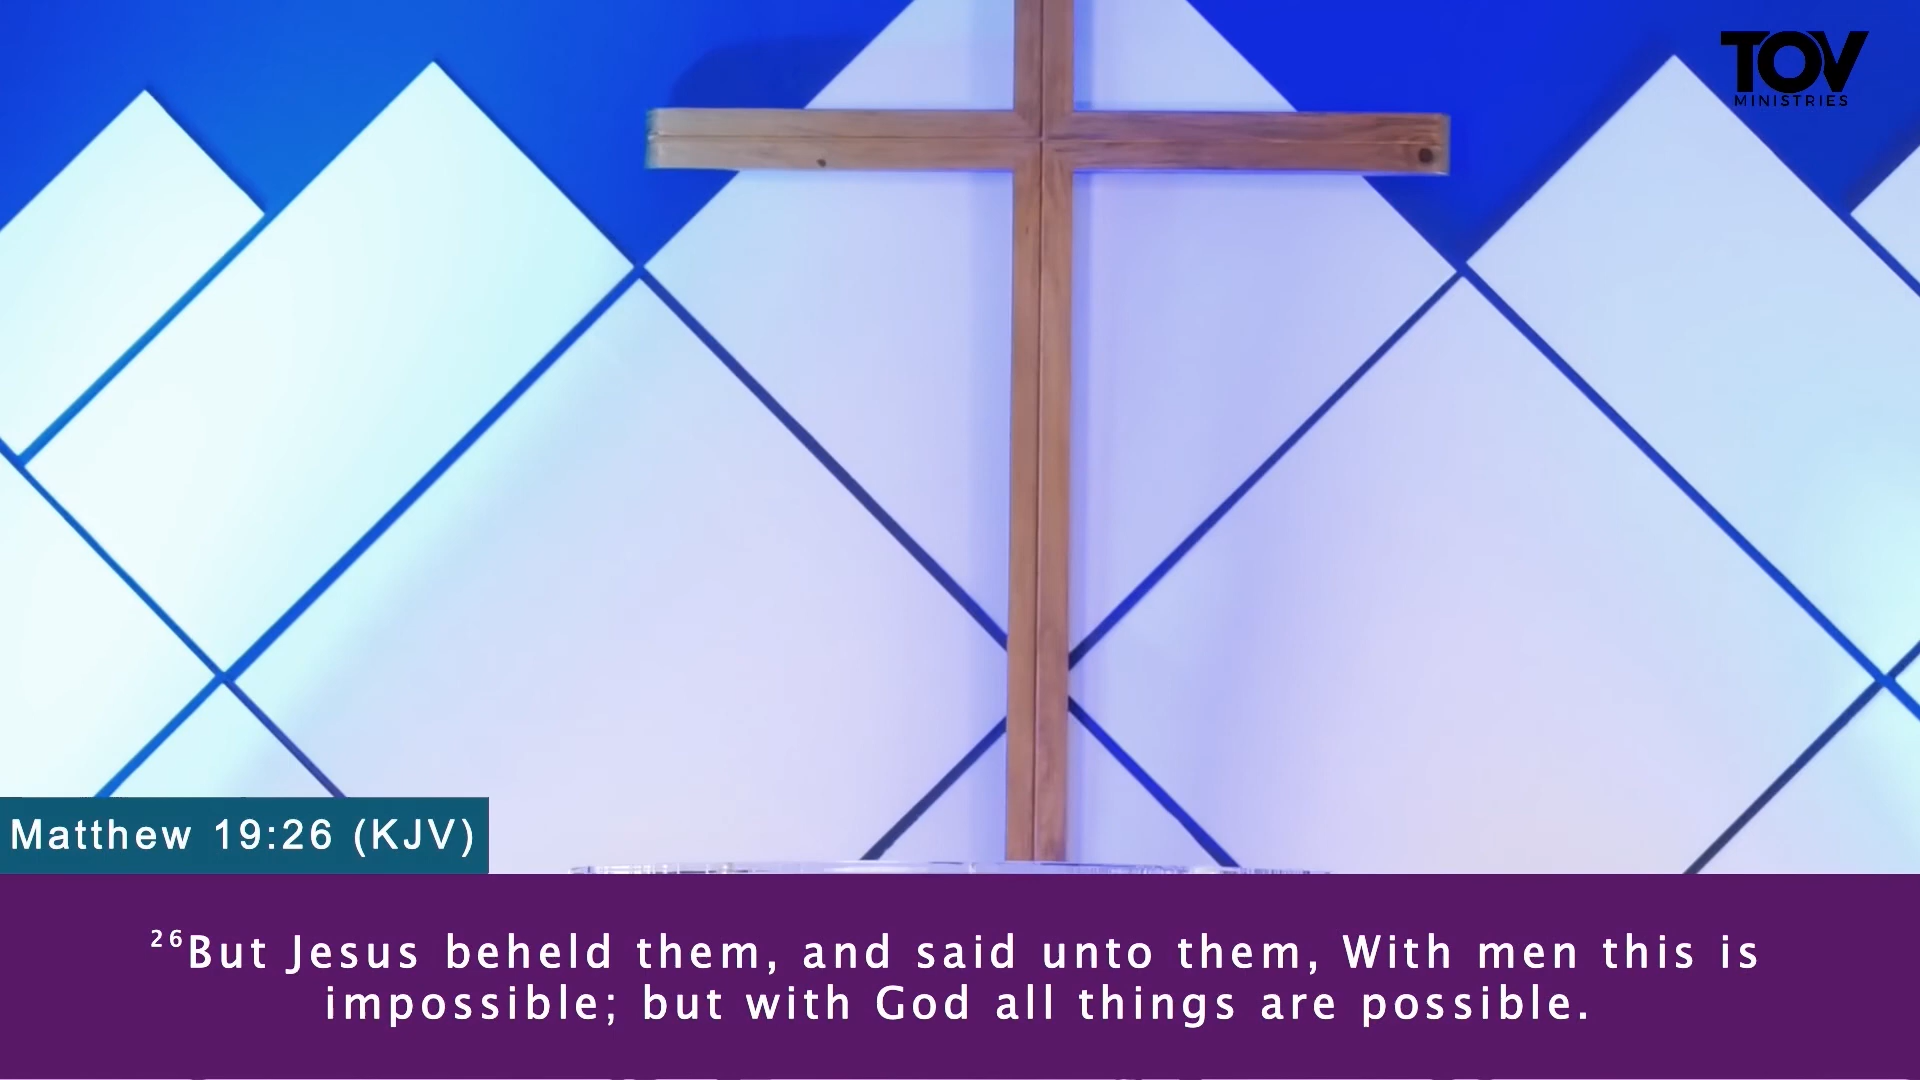 TOV
MINISTRIES
Matthew 19:26 (KJV)
²⁶But Jesus beheld them, and said unto them, With men this is
impossible; but with God all things are possible.